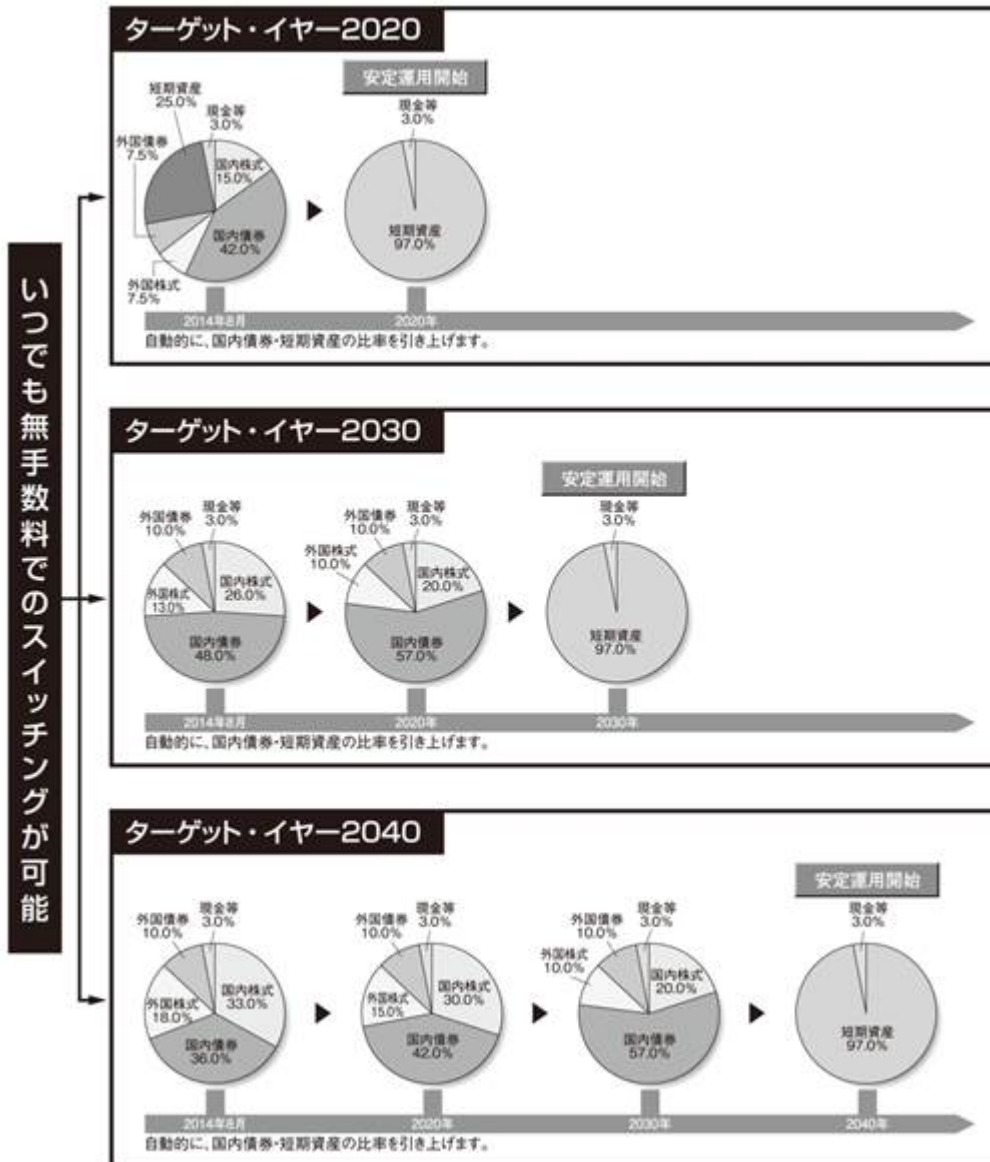 いつでも無手数料でのスイッチングが可能
ターゲット・イヤー2020
安定運用開始
短期資産
25.0%
現金等
3.0%
外国債券
7.5%
国内株式
15.0%
国内債券
42.0%
外国株式
7.5%
現金等
3.0%
短期資産
97.0%
2014年8月
2020年
自動的に、国内債券・短期資産の比率を引き上げます。
ターゲット・イヤー2030
安定運用開始
外国債券
10.0%
現金等
3.0%
国内株式
26.0%
外国株式
13.0%
国内債券
48.0%
外国債券
10.0%
現金等
3.0%
外国株式
10.0%
国内株式
20.0%
国内債券
57.0%
現金等
3.0%
短期資産
97.0%
2014年8月
2020年
2030年
自動的に、国内債券・短期資産の比率を引き上げます。
ターゲット・イヤー2040
安定運用開始
外国債券
10.0%
現金等
3.0%
国内株式
33.0%
外国株式
18.0%
国内債券
36.0%
外国債券
10.0%
現金等
3.0%
国内株式
30.0%
外国株式
15.0%
国内債券
42.0%
外国債券
10.0%
現金等
3.0%
外国株式
10.0%
国内株式
20.0%
国内債券
57.0%
現金等
3.0%
短期資産
97.0%
2014年8月
2020年
2030年
2040年
自動的に、国内債券・短期資産の比率を引き上げます。